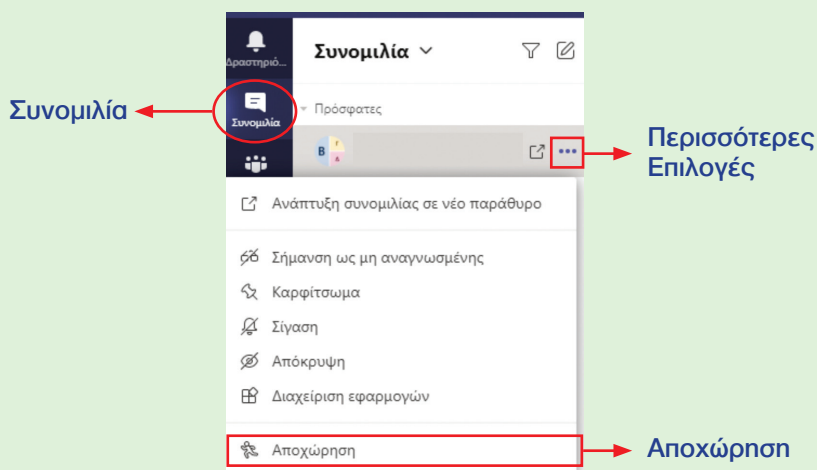 Δραστηριό...
Συνομιλία
Συνομιλία
Συνομιλία
Πρόσφατες
B
Γ
Δ
Περισσότερες
Επιλογές
Ανάπτυξη συνομιλίας σε νέο παράθυρο
Σήμανση ως μη αναγνωσμένης
Καρφίτσωμα
Σίγαση
Απόκρυψη
Διαχείριση εφαρμογών
Αποχώρηση
Αποχώρηση